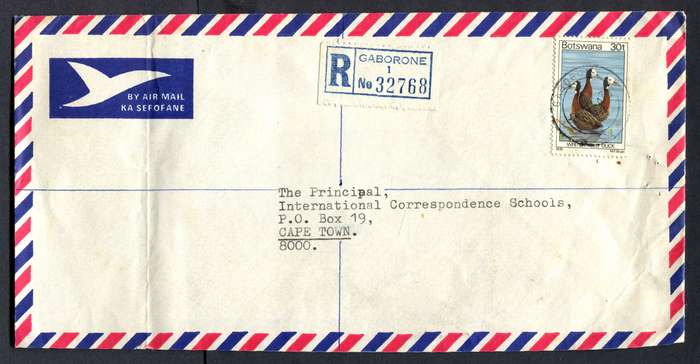 BY AIR MAIL
KA SEFOFANE
R
GABORONE
1
No 32768
Botswana 30t
DUCK
The Principal,
International Correspondence Schools,
P.O. Box 19,
CAPE TOWN.
8000.